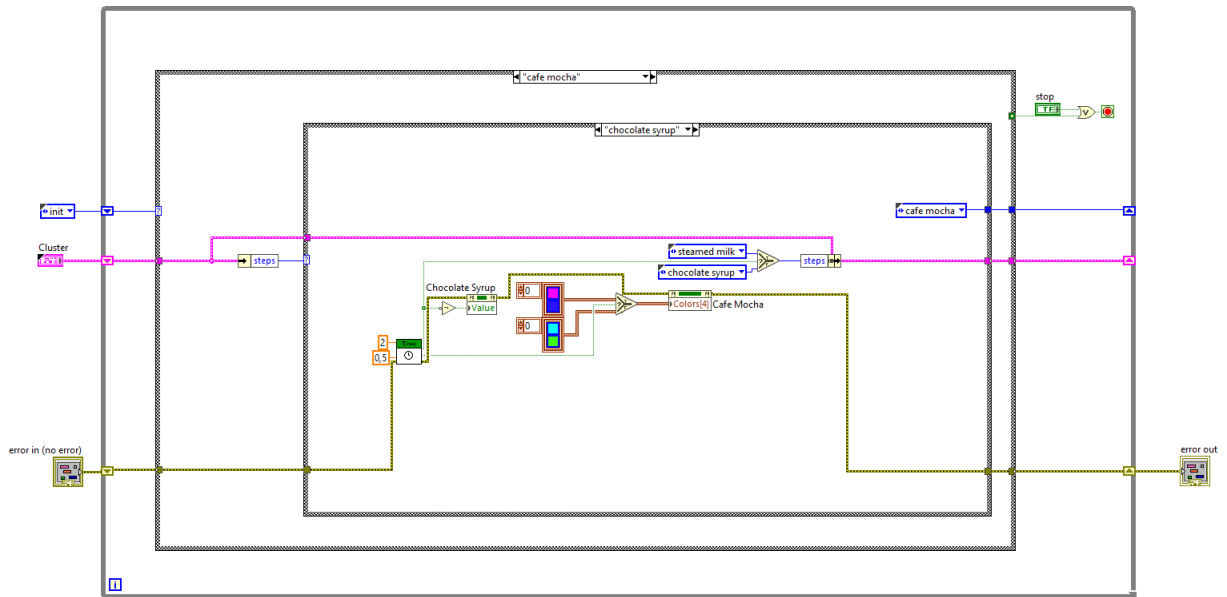 "cafe mocha"
stop
TF
V
"chocolate syrup"
init
cafe mocha
Cluster
steps
steamed milk
chocolate syrup
steps
Chocolate Syrup
Value
0
0
Colors[4]
Cafe Mocha
2
0,5
error in (no error)
error out
i